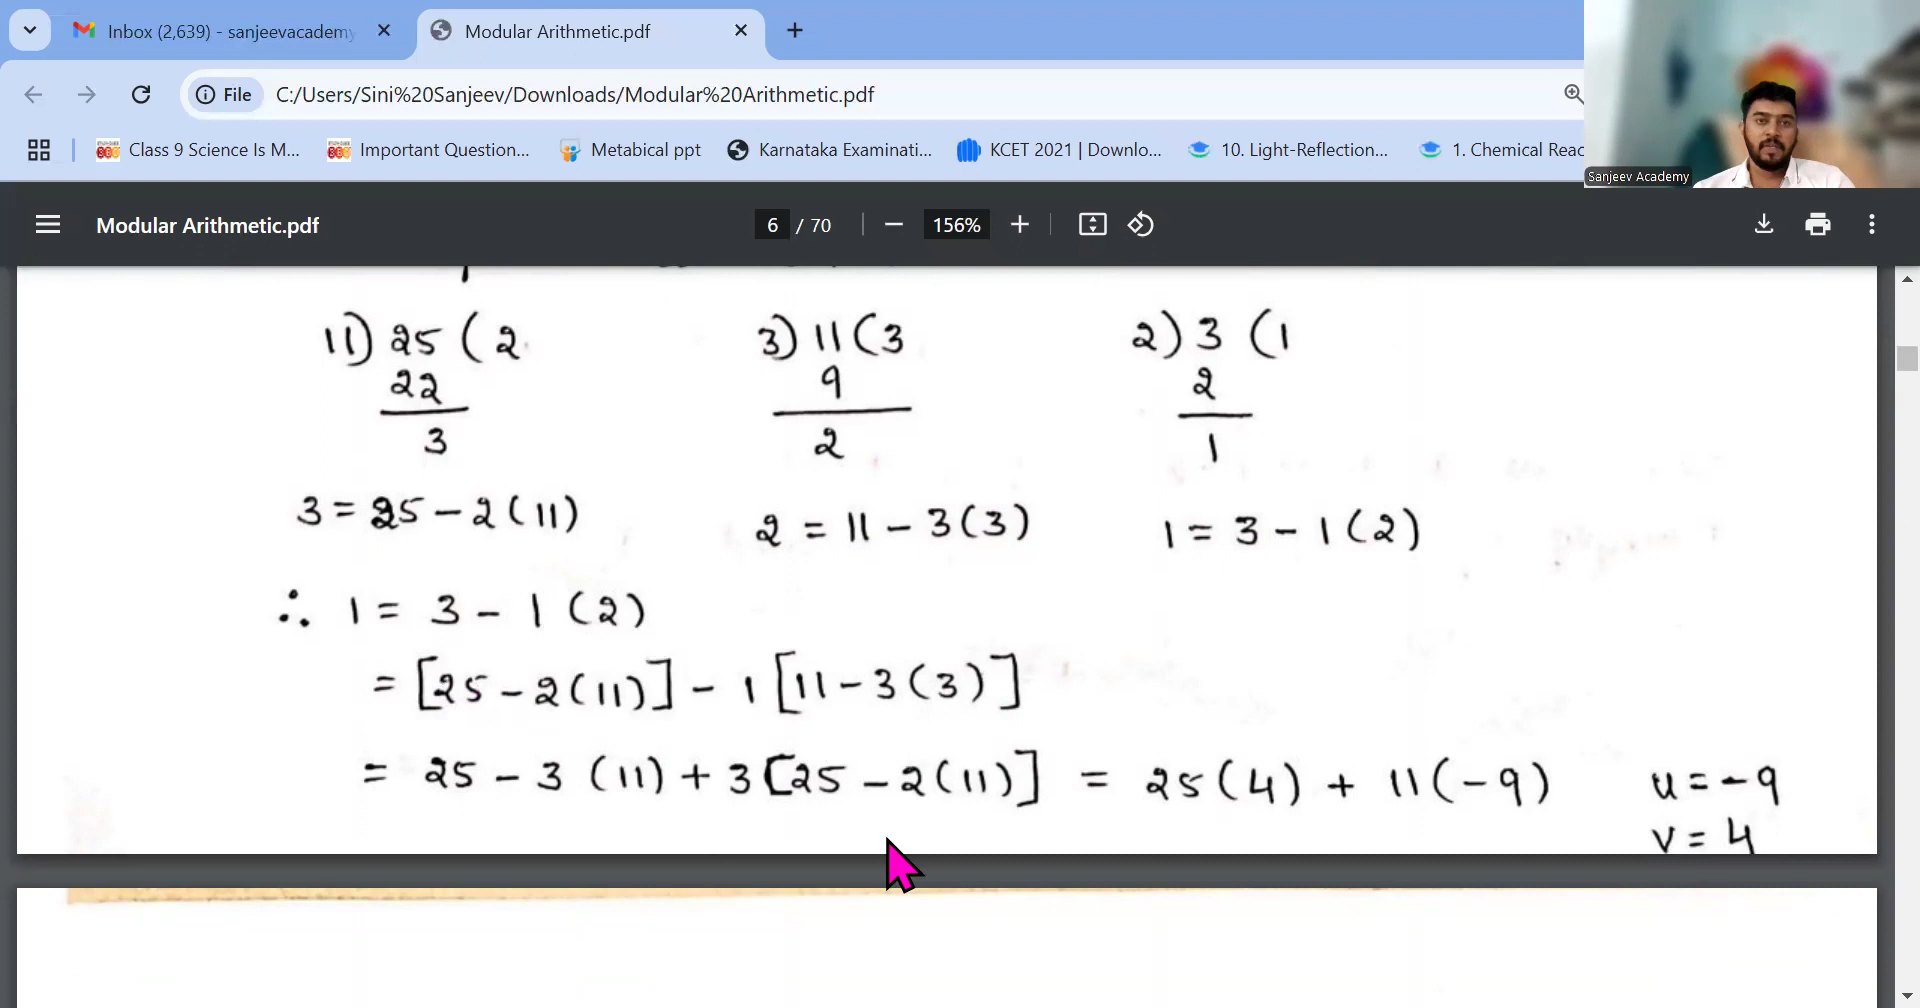 Inbox (2,639) - sanjeevacademy
Modular Arithmetic.pdf
File
C:/Users/Sini%20Sanjeev/Downloads/Modular%20Arithmetic.pdf
Class 9 Science Is M...
Important Question...
Metabical ppt
Karnataka Examinati...
KCET 2021 | Downlo...
10. Light-Reflection...
1. Chemical Reac
Sanjeev Academy
Modular Arithmetic.pdf
6 / 70
156%
11) 25 ( 2
22
3
3) 11 ( 3
9
2
2) 3 ( 1
2
1
3 = 25 - 2 ( 11 )
2 = 11 - 3 ( 3 )
1 = 3 - 1 ( 2 )
∴ 1 = 3 - 1 ( 2 )
= [ 25 - 2 ( 11 ) ] - 1 [ 11 - 3 ( 3 ) ]
= 25 - 3 ( 11 ) + 3 [ 25 - 2 ( 11 ) ] = 25 ( 4 ) + 11 ( -9 )
u = -9
v = 4